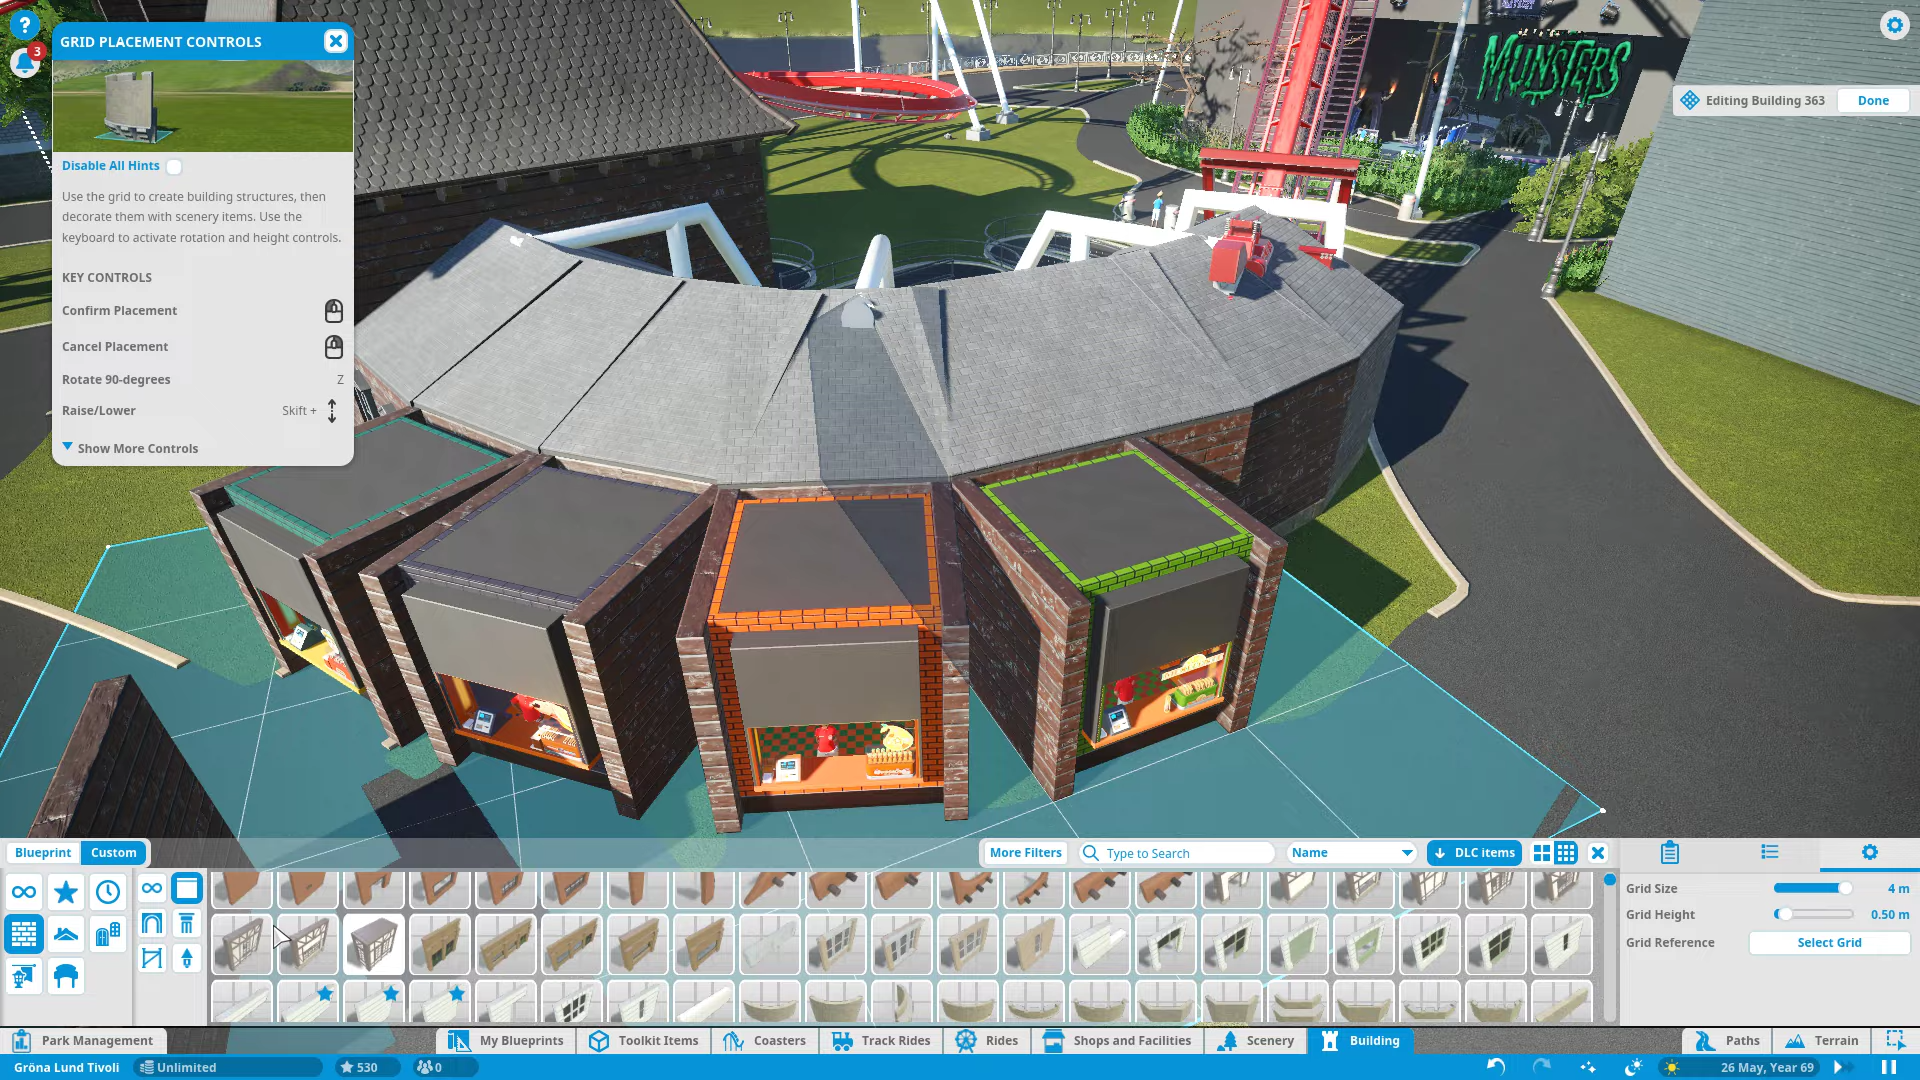 ?
3
GRID PLACEMENT CONTROLS
Disable All Hints
Use the grid to create building structures, then
decorate them with scenery items. Use the
keyboard to activate rotation and height controls.
KEY CONTROLS
Confirm Placement
Cancel Placement
Rotate 90-degrees Z
Raise/Lower Skift +
Show More Controls
MUNSTERS
Editing Building 363 Done
Blueprint Custom
More Filters Type to Search Name DLC items
Grid Size 4 m
Grid Height 0.50 m
Grid Reference Select Grid
Park Management My Blueprints Toolkit Items Coasters Track Rides Rides Shops and Facilities Scenery Building Paths Terrain
Gröna Lund Tivoli Unlimited 530 0 26 May, Year 69